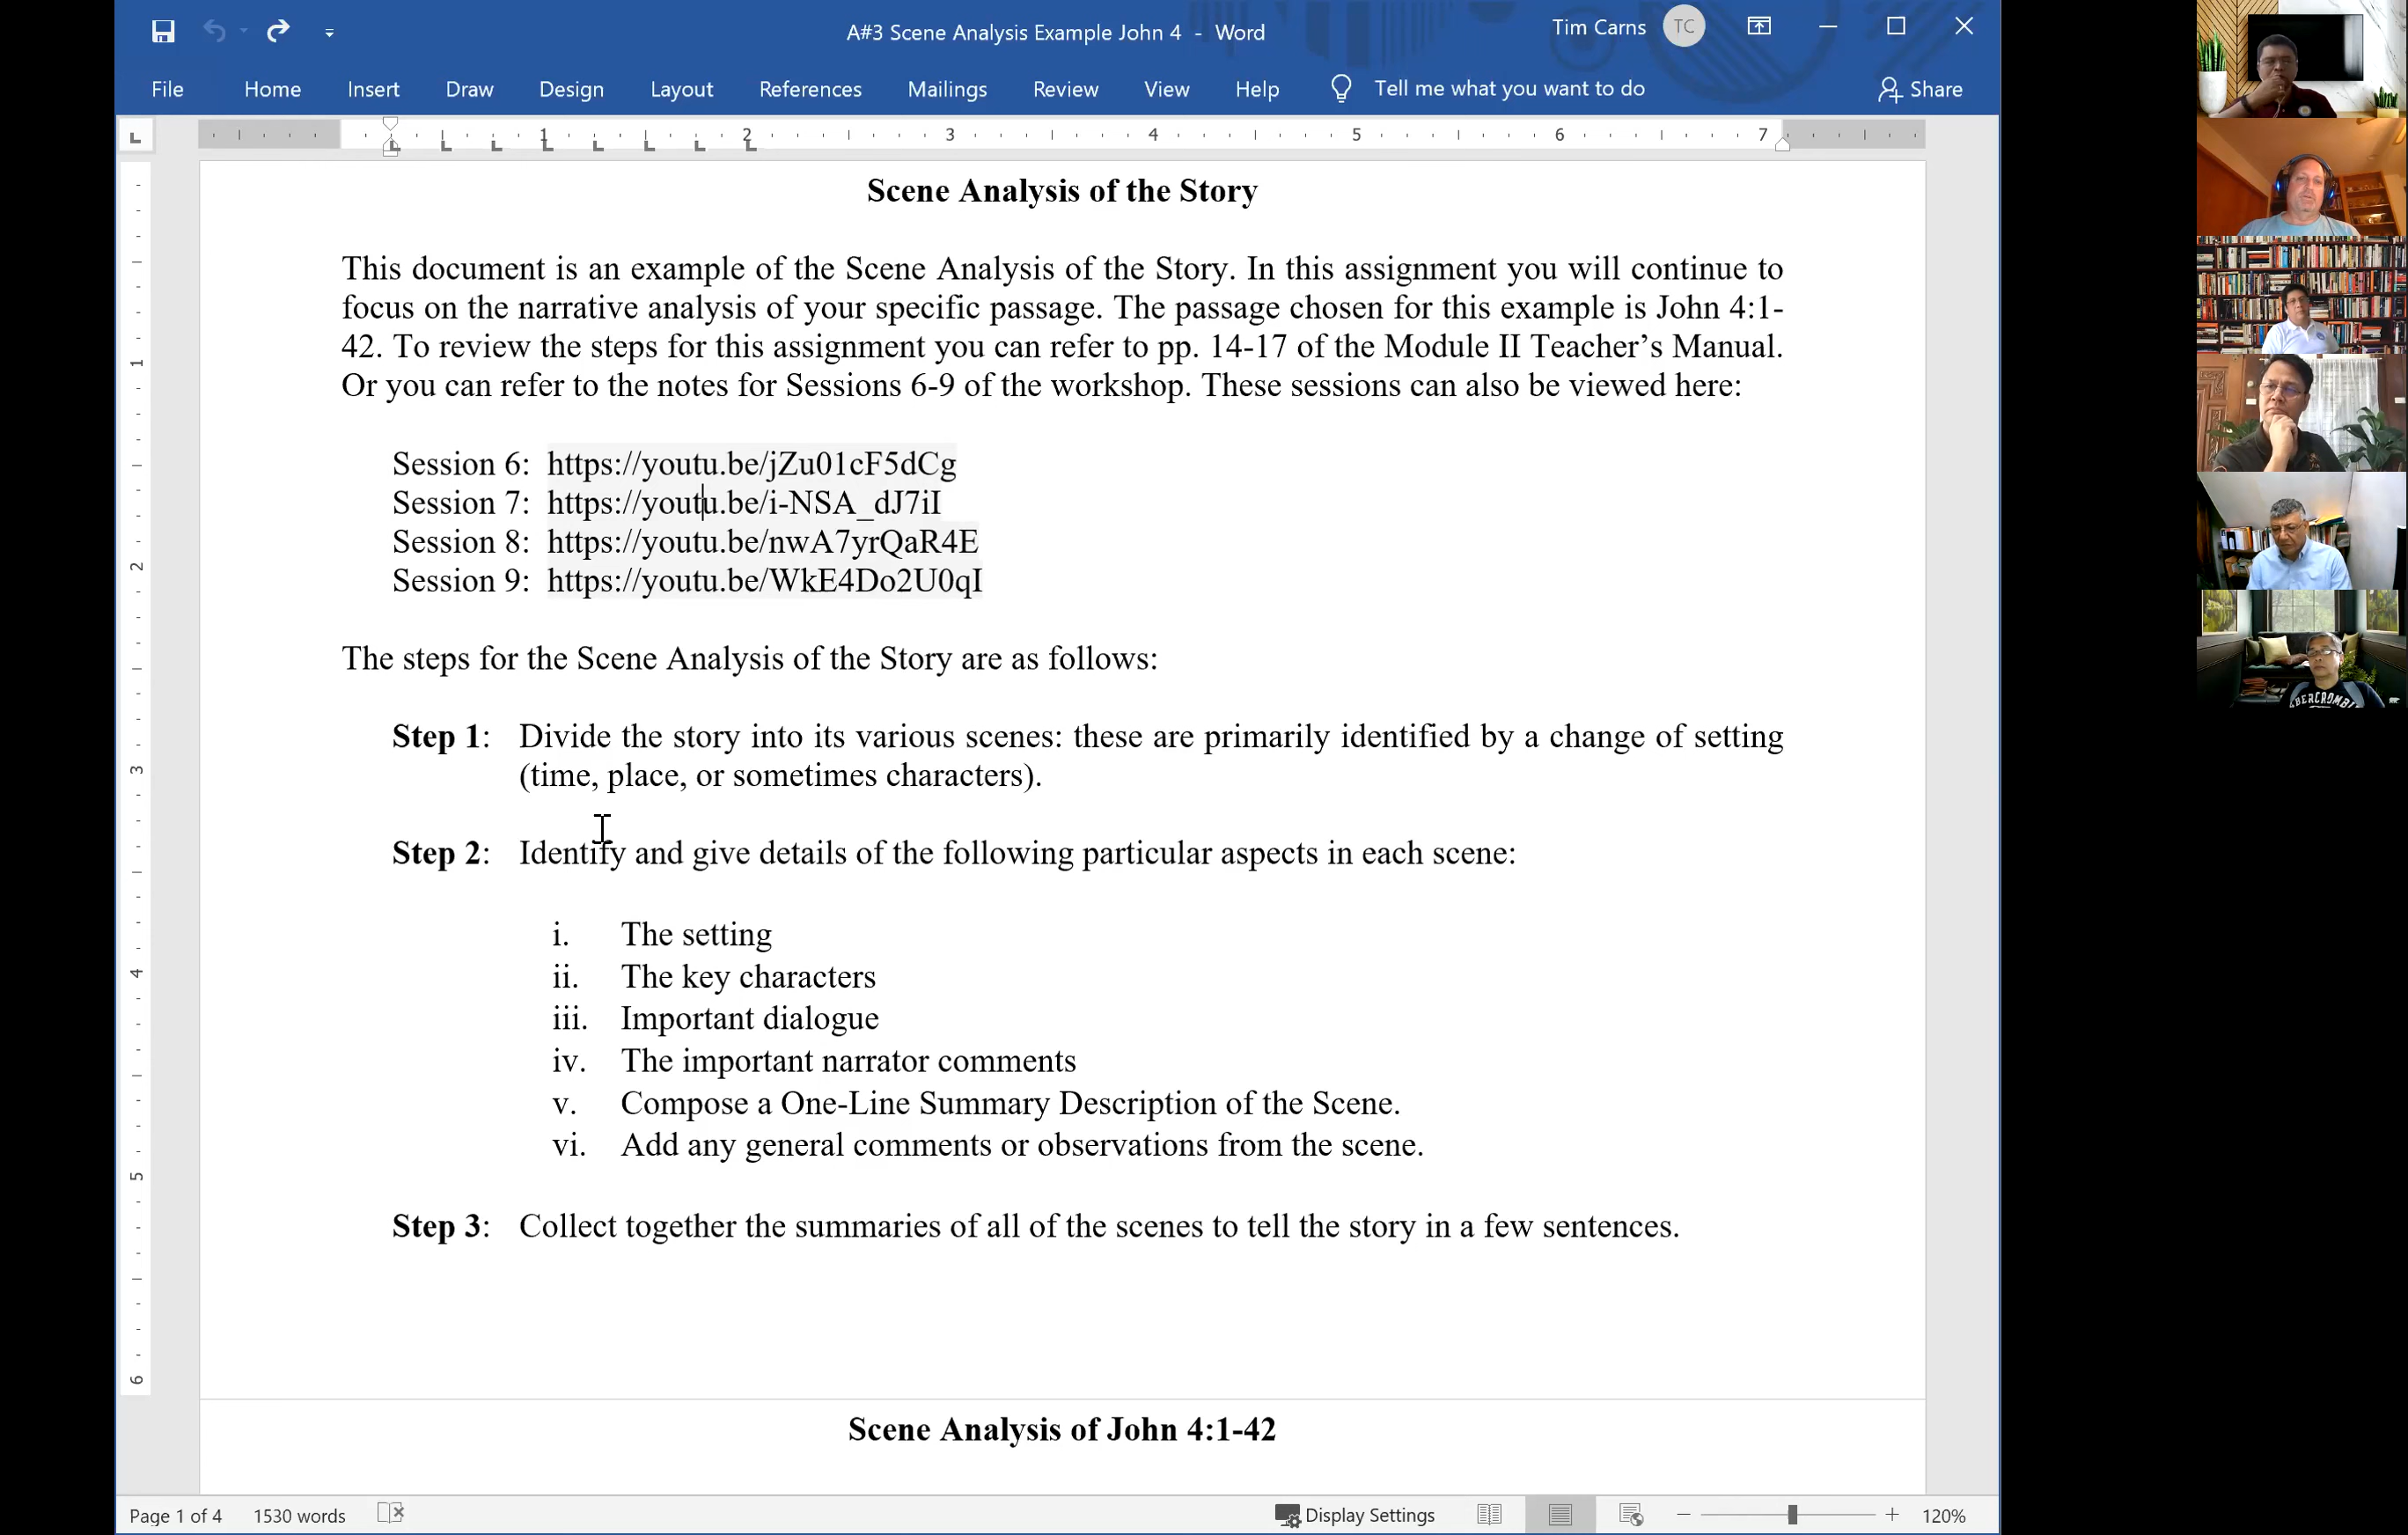 A#3 Scene Analysis Example John 4 - Word
Tim Carns TC
File Home Insert Draw Design Layout References Mailings Review View Help Tell me what you want to do Share
1 2 3 4 5 6 7
Scene Analysis of the Story
This document is an example of the Scene Analysis of the Story. In this assignment you will continue to
focus on the narrative analysis of your specific passage. The passage chosen for this example is John 4:1-
42. To review the steps for this assignment you can refer to pp. 14-17 of the Module II Teacher’s Manual.
Or you can refer to the notes for Sessions 6-9 of the workshop. These sessions can also be viewed here:
Session 6: https://youtu.be/jZu01cF5dCg
Session 7: https://youtu.be/i-NSA_dJ7iI
Session 8: https://youtu.be/nwA7yrQaR4E
Session 9: https://youtu.be/WkE4Do2U0qI
The steps for the Scene Analysis of the Story are as follows:
Step 1: Divide the story into its various scenes: these are primarily identified by a change of setting
(time, place, or sometimes characters).
Step 2: Identify and give details of the following particular aspects in each scene:
i. The setting
ii. The key characters
iii. Important dialogue
iv. The important narrator comments
v. Compose a One-Line Summary Description of the Scene.
vi. Add any general comments or observations from the scene.
Step 3: Collect together the summaries of all of the scenes to tell the story in a few sentences.
Scene Analysis of John 4:1-42
1
2
3
4
5
6
Page 1 of 4 1530 words Display Settings 120%